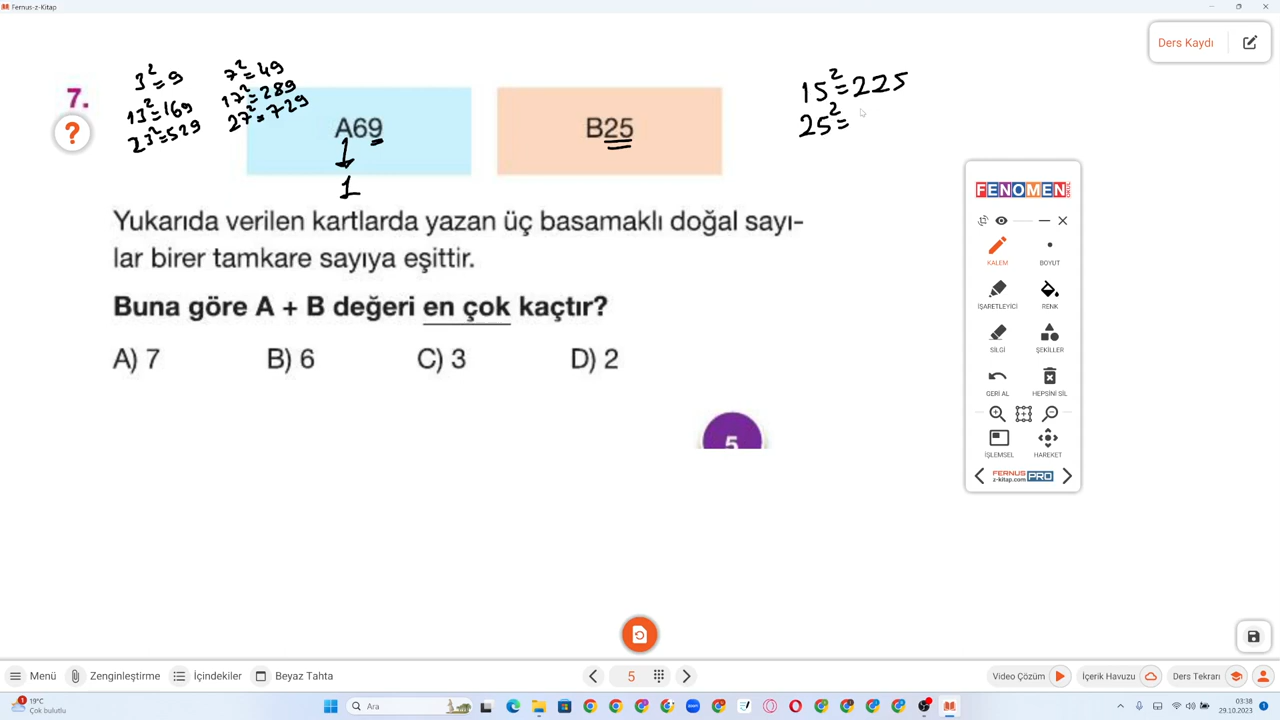 Fernus-z-Kitap
Ders Kaydı
3²=9
13²=169
23²=529
7²=49
17²=289
27²=729
7.
?
A69
1
B25
15²=225
25²=
Yukarıda verilen kartlarda yazan üç basamaklı doğal sayı-
lar birer tamkare sayıya eşittir.
Buna göre A + B değeri en çok kaçtır?
A) 7 B) 6 C) 3 D) 2
5
FENOMEN
KALEM BOYUT
İŞARETLEYİCİ RENK
SİLGİ ŞEKİLLER
GERİ AL HEPSİNİ SİL
İŞLEMSEL HAREKET
FERNUS z-kitap.com PRO
Menü Zenginleştirme İçindekiler Beyaz Tahta 5 Video Çözüm İçerik Havuzu Ders Tekrarı
1 19°C
Çok bulutlu
Ara
zoom
03:38
29.10.2023